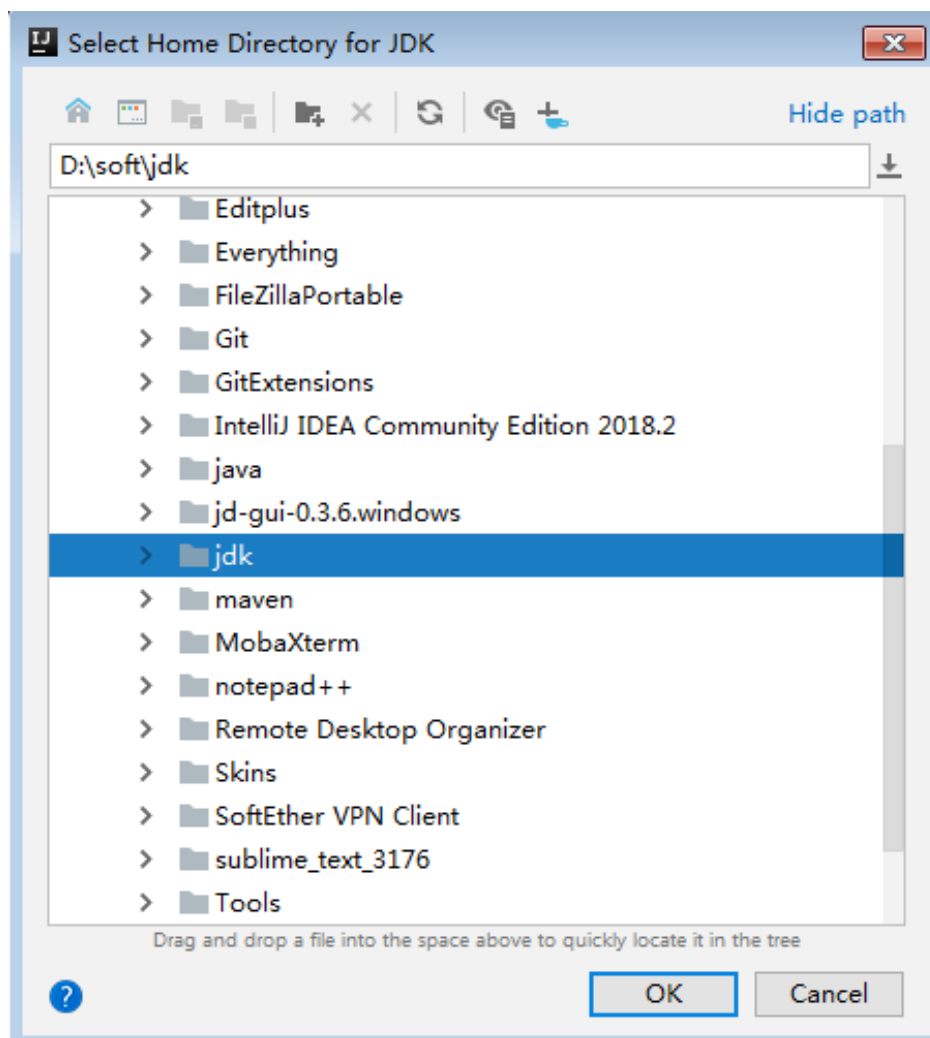 IJ Select Home Directory for JDK
Hide path
D:\soft\jdk
Editplus
Everything
FileZillaPortable
Git
GitExtensions
IntelliJ IDEA Community Edition 2018.2
java
jd-gui-0.3.6.windows
jdk
maven
MobaXterm
notepad++
Remote Desktop Organizer
Skins
SoftEther VPN Client
sublime_text_3176
Tools
Drag and drop a file into the space above to quickly locate it in the tree
? OK Cancel